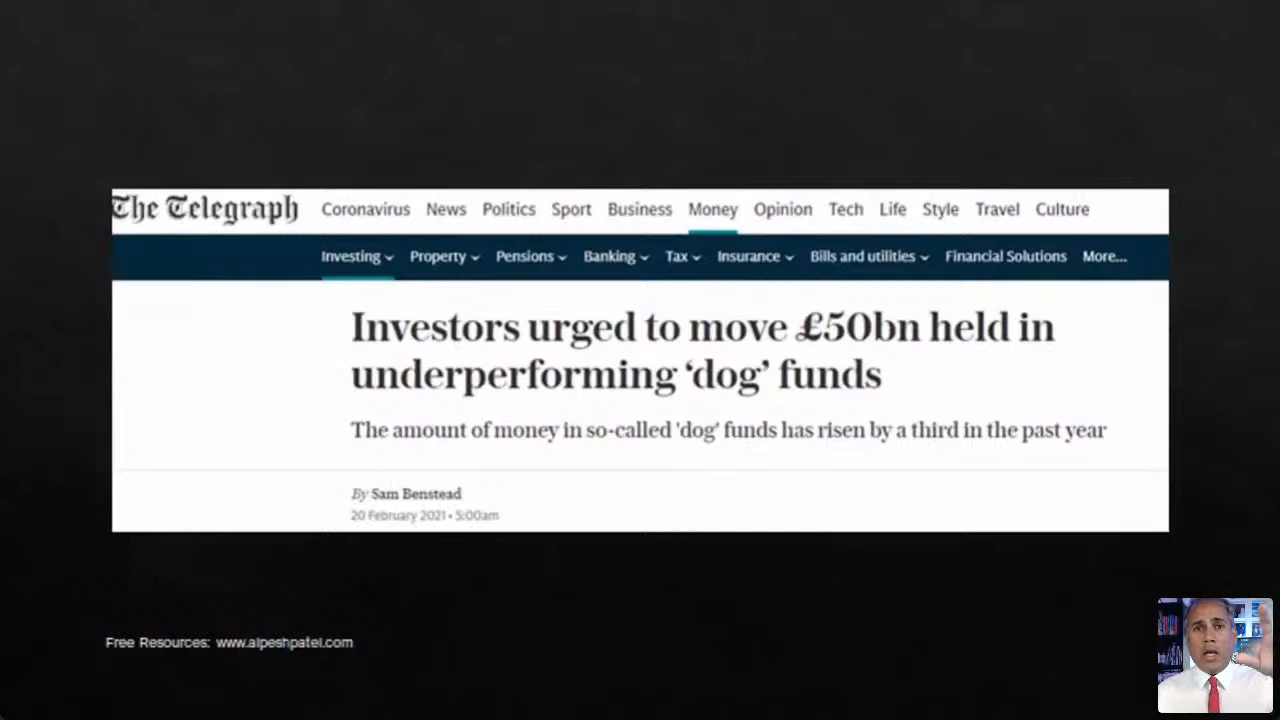 The Telegraph Coronavirus News Politics Sport Business Money Opinion Tech Life Style Travel Culture
Investing Property Pensions Banking Tax Insurance Bills and utilities Financial Solutions More...
Investors urged to move £50bn held in
underperforming ‘dog’ funds
The amount of money in so-called 'dog' funds has risen by a third in the past year
By Sam Benstead
20 February 2021 • 5:00am
Free Resources: www.alpeshpatel.com